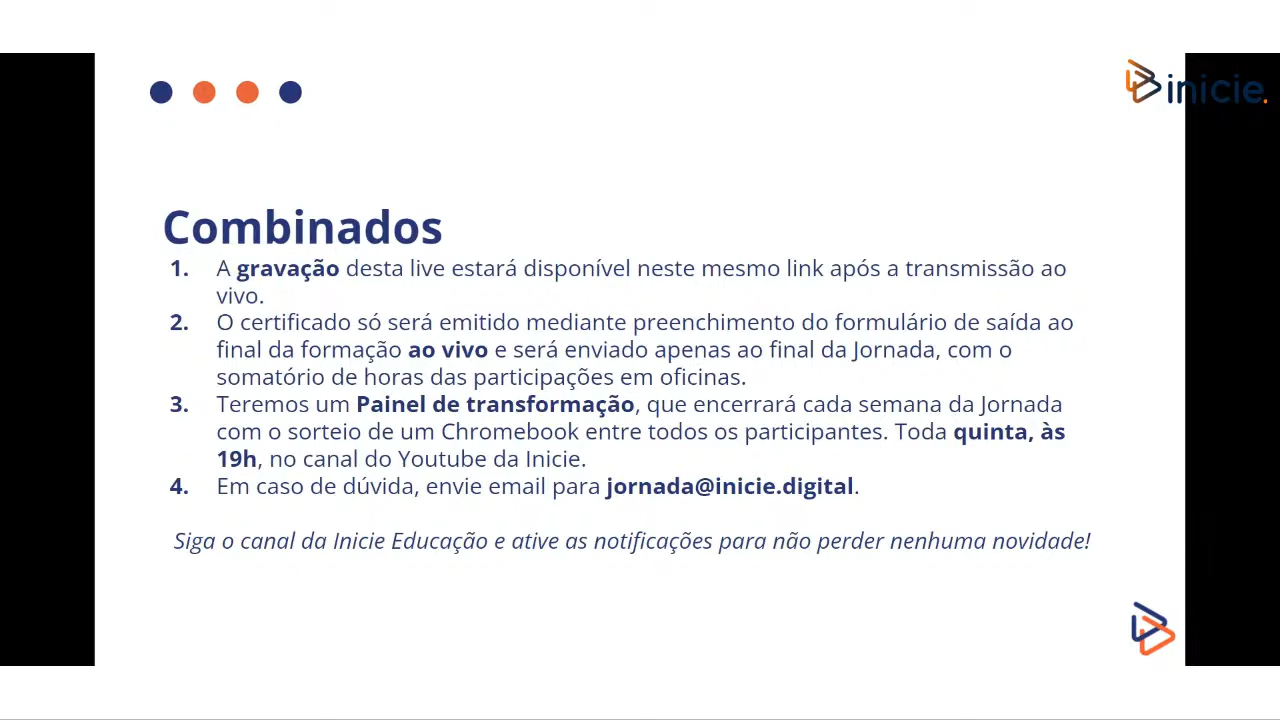 inicie.
Combinados
1. A gravação desta live estará disponível neste mesmo link após a transmissão ao
vivo.
2. O certificado só será emitido mediante preenchimento do formulário de saída ao
final da formação ao vivo e será enviado apenas ao final da Jornada, com o
somatório de horas das participações em oficinas.
3. Teremos um Painel de transformação, que encerrará cada semana da Jornada
com o sorteio de um Chromebook entre todos os participantes. Toda quinta, às
19h, no canal do Youtube da Inicie.
4. Em caso de dúvida, envie email para jornada@inicie.digital.
Siga o canal da Inicie Educação e ative as notificações para não perder nenhuma novidade!